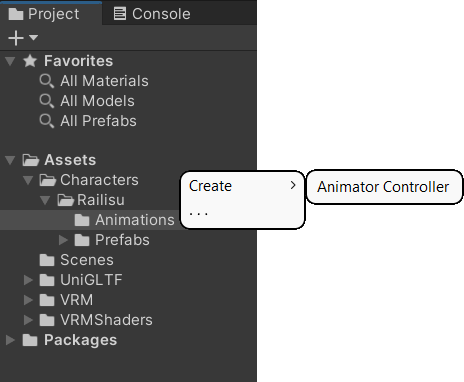 Project
Console
Favorites
All Materials
All Models
All Prefabs
Assets
Characters
Railisu
Animations
Prefabs
Scenes
UniGLTF
VRM
VRMShaders
Packages
Create
. . .
Animator Controller